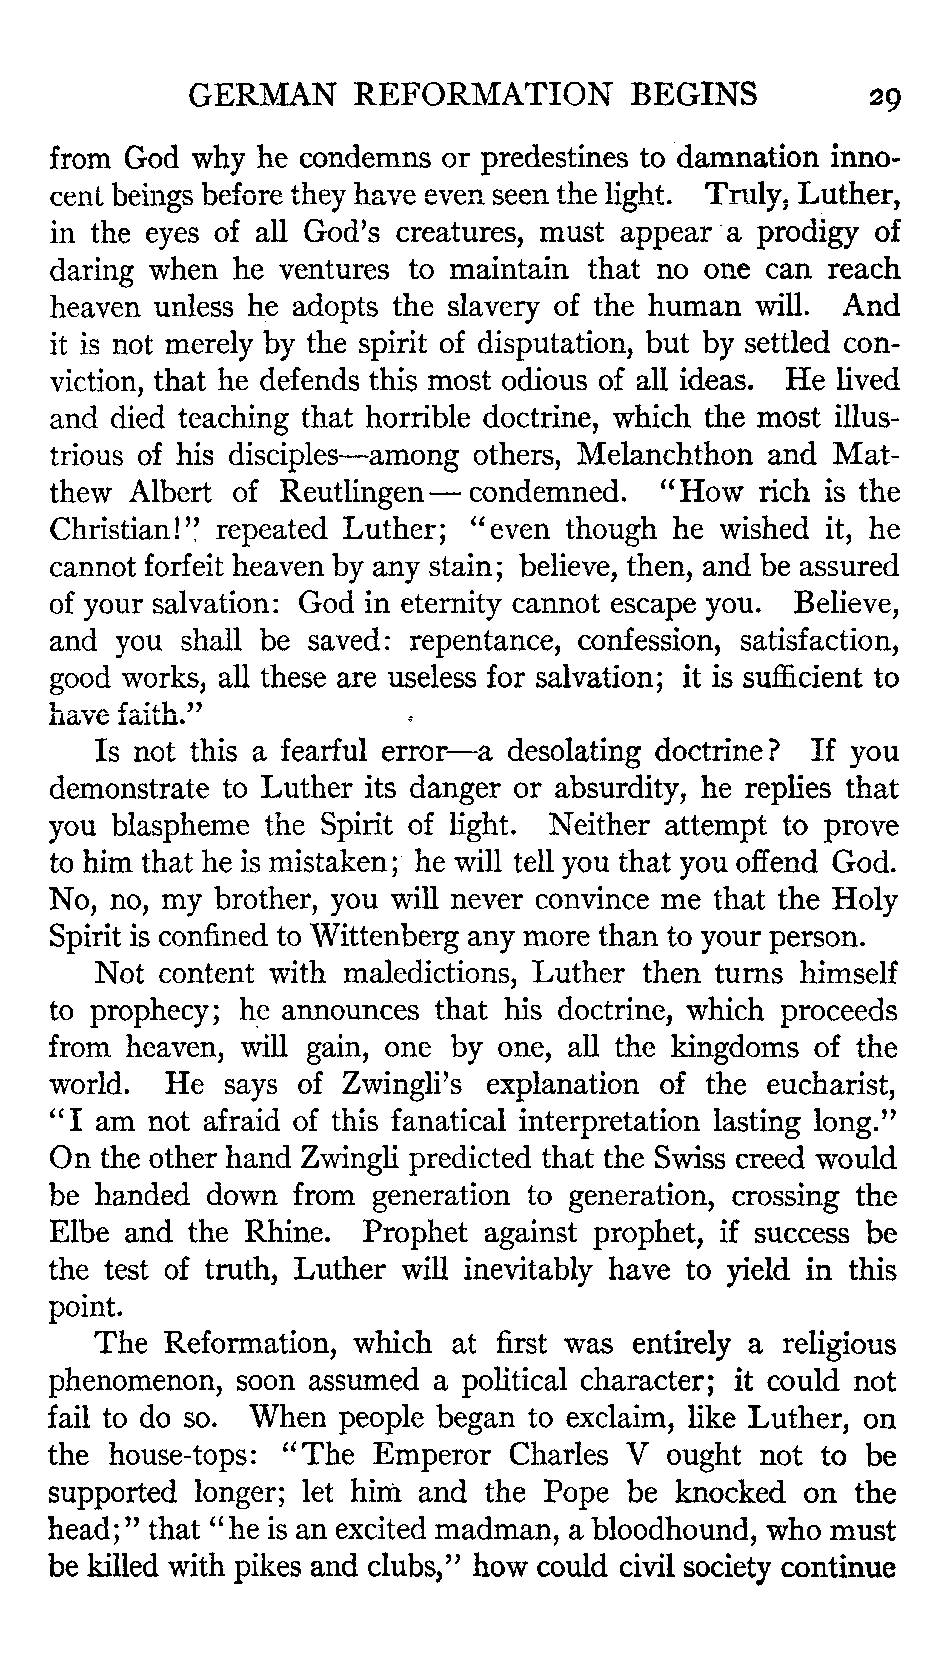 GERMAN REFORMATION BEGINS 29
from God why he condemns or predestines to damnation inno-
cent beings before they have even seen the light. Truly, Luther,
in the eyes of all God's creatures, must appear a prodigy of
daring when he ventures to maintain that no one can reach
heaven unless he adopts the slavery of the human will. And
it is not merely by the spirit of disputation, but by settled con-
viction, that he defends this most odious of all ideas. He lived
and died teaching that horrible doctrine, which the most illus-
trious of his disciples—among others, Melanchthon and Mat-
thew Albert of Reutlingen—condemned. "How rich is the
Christian!" repeated Luther; "even though he wished it, he
cannot forfeit heaven by any stain; believe, then, and be assured
of your salvation: God in eternity cannot escape you. Believe,
and you shall be saved: repentance, confession, satisfaction,
good works, all these are useless for salvation; it is sufficient to
have faith."
Is not this a fearful error—a desolating doctrine? If you
demonstrate to Luther its danger or absurdity, he replies that
you blaspheme the Spirit of light. Neither attempt to prove
to him that he is mistaken; he will tell you that you offend God.
No, no, my brother, you will never convince me that the Holy
Spirit is confined to Wittenberg any more than to your person.
Not content with maledictions, Luther then turns himself
to prophecy; he announces that his doctrine, which proceeds
from heaven, will gain, one by one, all the kingdoms of the
world. He says of Zwingli's explanation of the eucharist,
"I am not afraid of this fanatical interpretation lasting long."
On the other hand Zwingli predicted that the Swiss creed would
be handed down from generation to generation, crossing the
Elbe and the Rhine. Prophet against prophet, if success be
the test of truth, Luther will inevitably have to yield in this
point.
The Reformation, which at first was entirely a religious
phenomenon, soon assumed a political character; it could not
fail to do so. When people began to exclaim, like Luther, on
the house-tops: "The Emperor Charles V ought not to be
supported longer; let him and the Pope be knocked on the
head;" that "he is an excited madman, a bloodhound, who must
be killed with pikes and clubs," how could civil society continue